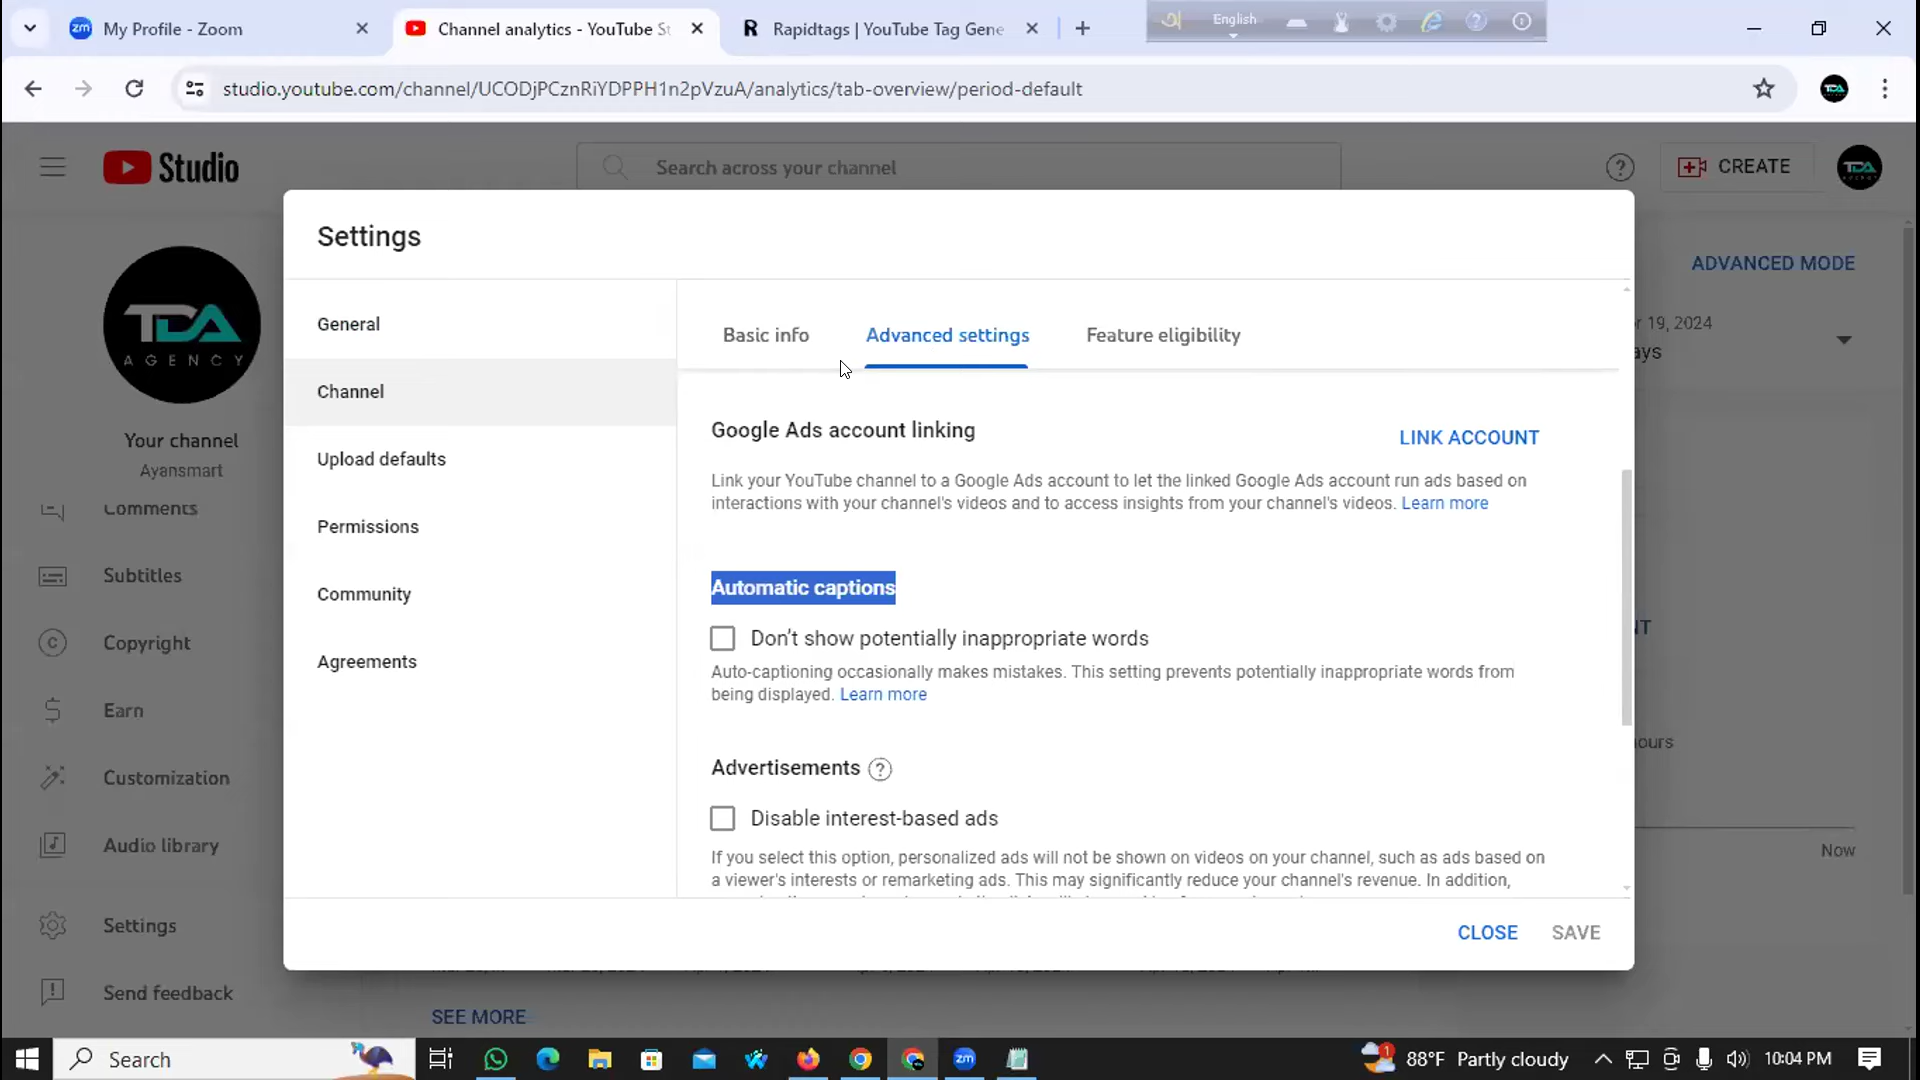 My Profile - Zoom
Channel analytics - YouTube St
Rapidtags | YouTube Tag Gene
English
studio.youtube.com/channel/UCODjPCznRiYDPPH1n2pVzuA/analytics/tab-overview/period-default
Studio
Search across your channel
CREATE
TDA
Settings
ADVANCED MODE
TDA
AGENCY
General
Basic info
Advanced settings
Feature eligibility
r 19, 2024
ays
Channel
Your channel
Ayansmart
Google Ads account linking
LINK ACCOUNT
Upload defaults
Link your YouTube channel to a Google Ads account to let the linked Google Ads account run ads based on
interactions with your channel's videos and to access insights from your channel's videos. Learn more
Comments
Permissions
Subtitles
Community
Automatic captions
Don't show potentially inappropriate words
Copyright
Agreements
Auto-captioning occasionally makes mistakes. This setting prevents potentially inappropriate words from
being displayed. Learn more
Earn
Advertisements
Customization
Disable interest-based ads
Audio library
If you select this option, personalized ads will not be shown on videos on your channel, such as ads based on
a viewer's interests or remarketing ads. This may significantly reduce your channel's revenue. In addition,
NT
ours
Now
Settings
CLOSE
SAVE
Send feedback
SEE MORE
Search
88°F Partly cloudy
10:04 PM